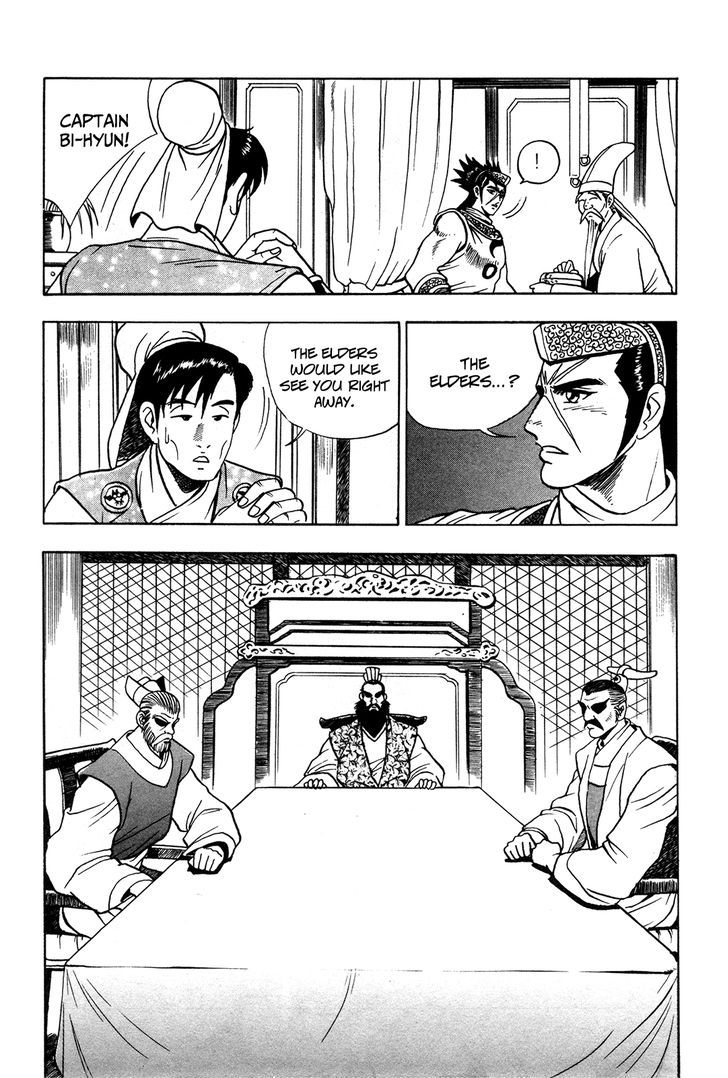 CAPTAIN
BI-HYUN!
!
THE ELDERS
WOULD LIKE
SEE YOU RIGHT
AWAY.
THE
ELDERS...?